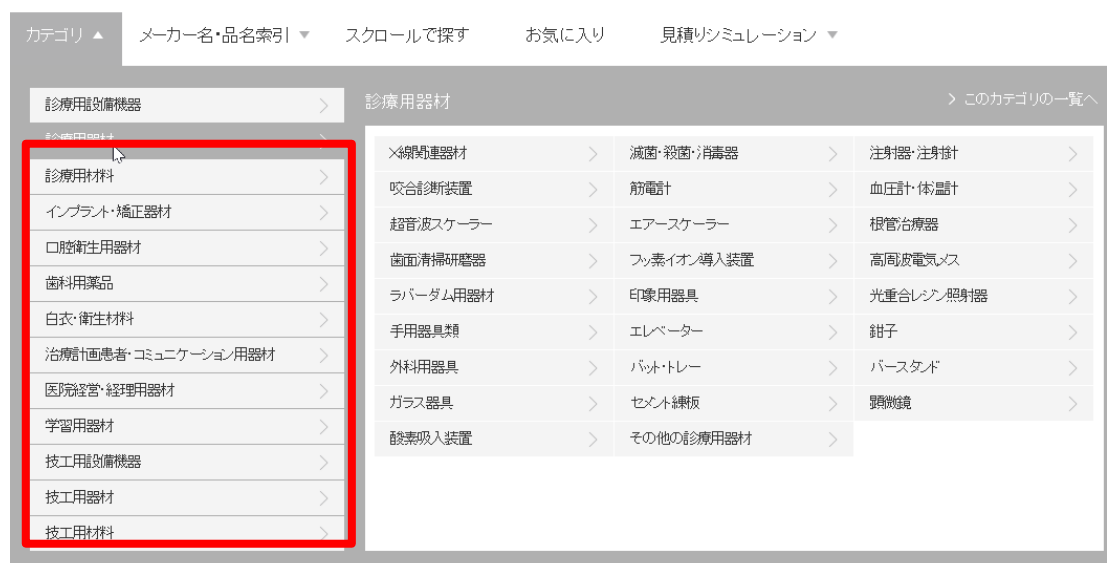 カテゴリ ▲ メーカー名・品名索引 ▼ スクロールで探す お気に入り 見積りシミュレーション ▼
診療用設備機器
診療用器材
診療用材料
インプラント・矯正器材
口腔衛生用器材
歯科用薬品
白衣・衛生材料
治療計画患者・コミュニケーション用器材
医院経営・経理用器材
学習用器材
技工用設備機器
技工用器材
技工用材料
診療用器材 > このカテゴリの一覧へ
X線関連器材 滅菌・殺菌・消毒器 注射器・注射針
咬合診断装置 筋電計 血圧計・体温計
超音波スケーラー エアースケーラー 根管治療器
歯面清掃研磨器 フッ素イオン導入装置 高周波電気メス
ラバーダム用器材 印象用器具 光重合レジン照射器
手用器具類 エレベーター 鉗子
外科用器具 バット・トレー バースタンド
ガラス器具 セメント練板 顕微鏡
酸素吸入装置 その他の診療用器材